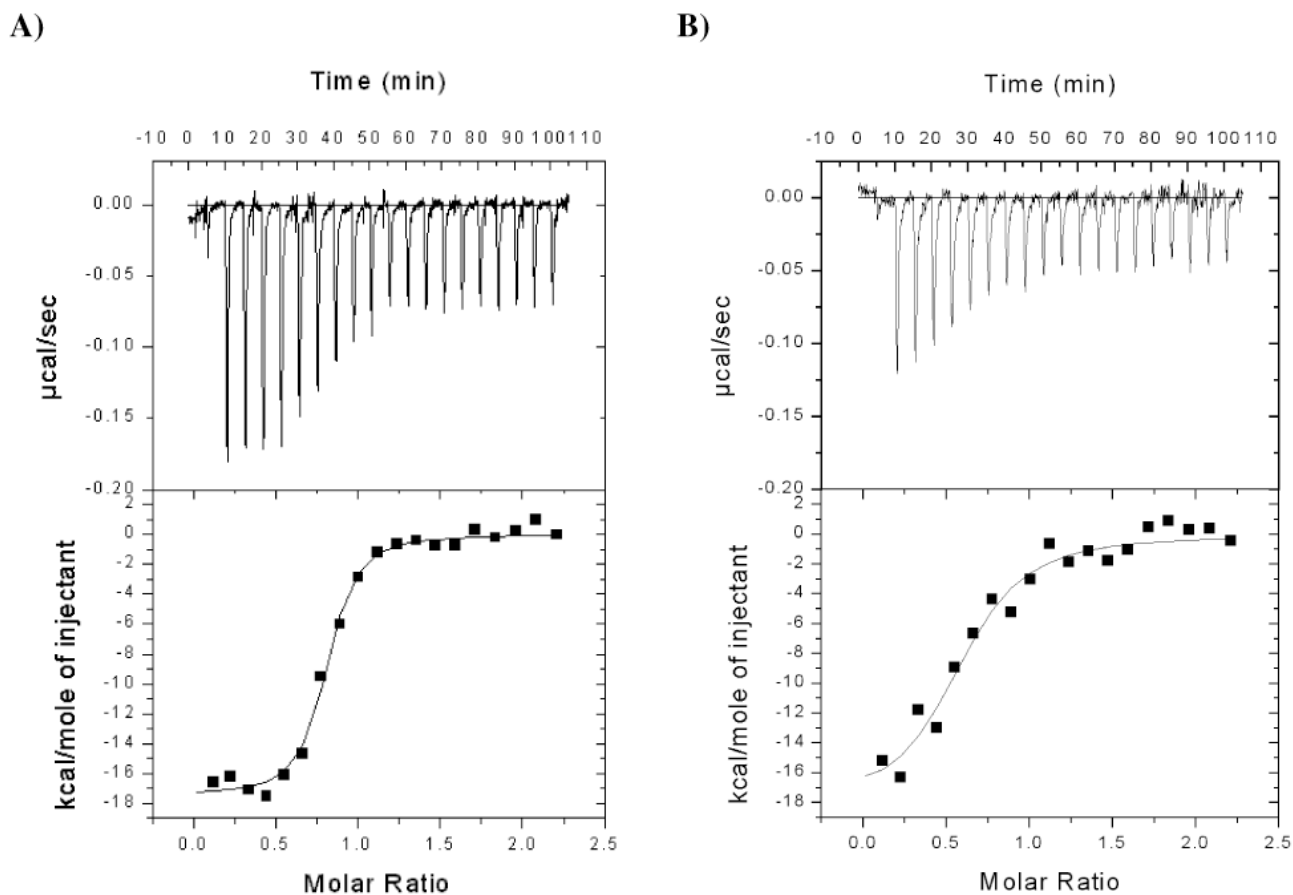 A)
Time (min)
-10 0 10 20 30 40 50 60 70 80 90 100 110
0.00
-0.05
-0.10
-0.15
-0.20
µcal/sec
2
0
-2
-4
-6
-8
-10
-12
-14
-16
-18
kcal/mole of injectant
0.0 0.5 1.0 1.5 2.0 2.5
Molar Ratio
B)
Time (min)
-10 0 10 20 30 40 50 60 70 80 90 100 110
0.00
-0.05
-0.10
-0.15
-0.20
µcal/sec
2
0
-2
-4
-6
-8
-10
-12
-14
-16
-18
kcal/mole of injectant
0.0 0.5 1.0 1.5 2.0 2.5
Molar Ratio